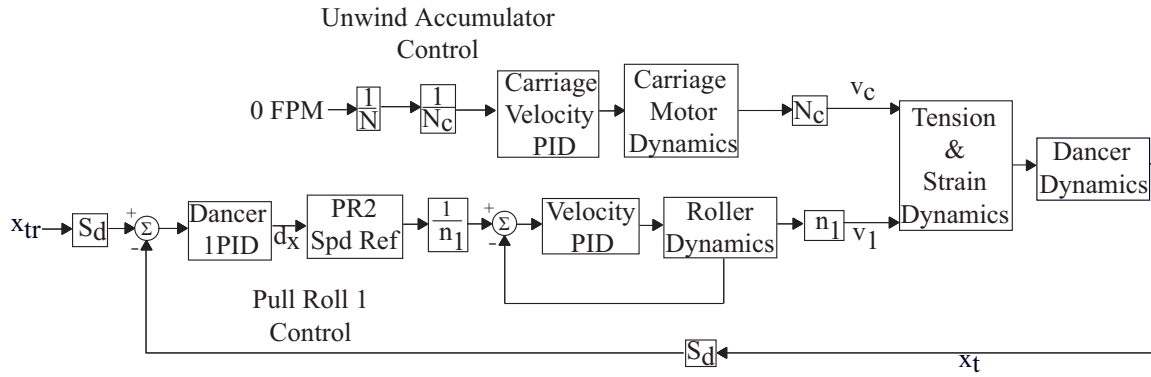 Unwind Accumulator
Control
0 FPM
1
N
1
Nc
Carriage
Velocity
PID
Carriage
Motor
Dynamics
Nc
vc
Tension
&
Strain
Dynamics
Dancer
Dynamics
xtr
Sd
+
Σ
-
Dancer
1PID
dx
PR2
Spd Ref
1
n1
+
Σ
-
Velocity
PID
Roller
Dynamics
n1
v1
Pull Roll 1
Control
Sd
xt